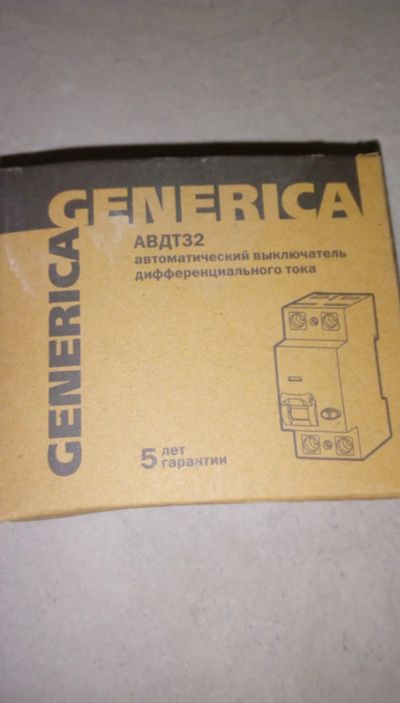 GENERICA
GENERICA
АВДТ32
автоматический выключатель
дифференциального тока
5 лет
гарантии